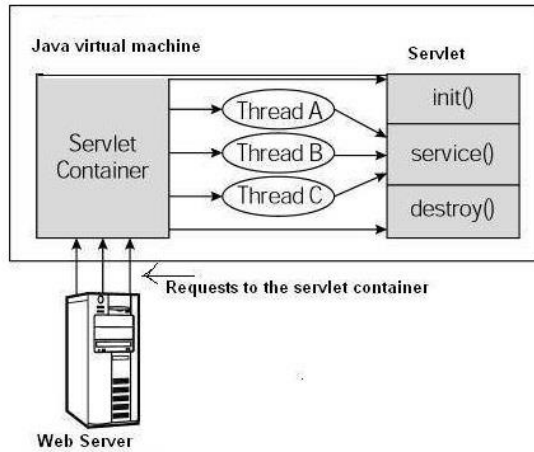 Java virtual machine
Servlet
Servlet
Container
Thread A
Thread B
Thread C
init()
service()
destroy()
Requests to the servlet container
Web Server